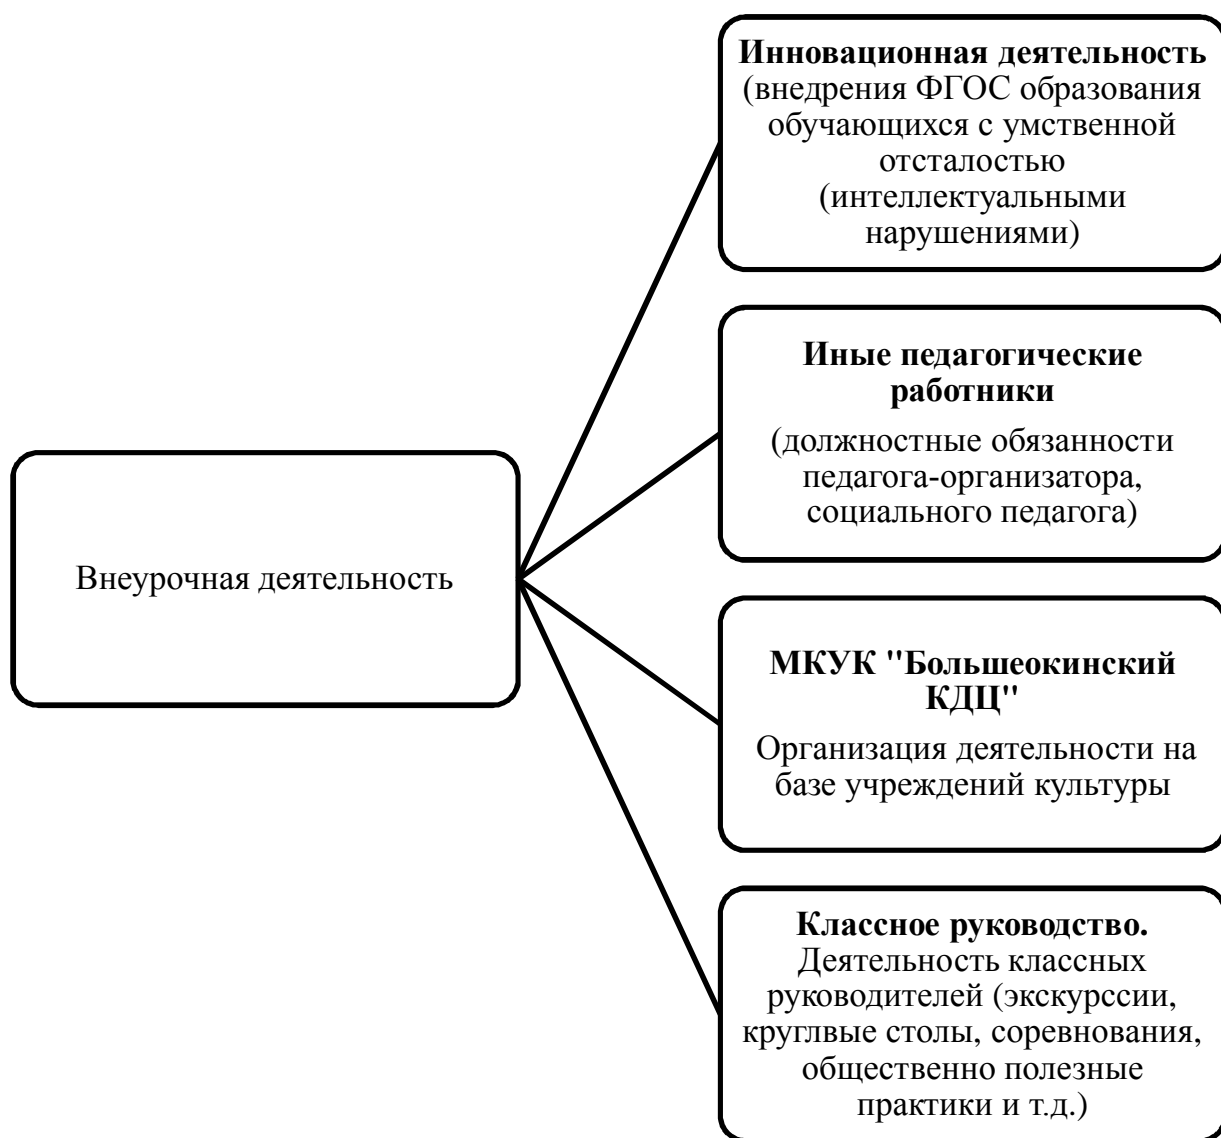 Внеурочная деятельность
Инновационная деятельность
(внедрения ФГОС образования
обучающихся с умственной
отсталостью
(интеллектуальными
нарушениями)
Иные педагогические
работники
(должностные обязанности
педагога-организатора,
социального педагога)
МКУК "Большеокинский
КДЦ"
Организация деятельности на
базе учреждений культуры
Классное руководство.
Деятельность классных
руководителей (экскурссии,
круглвые столы, соревнования,
общественно полезные
практики и т.д.)